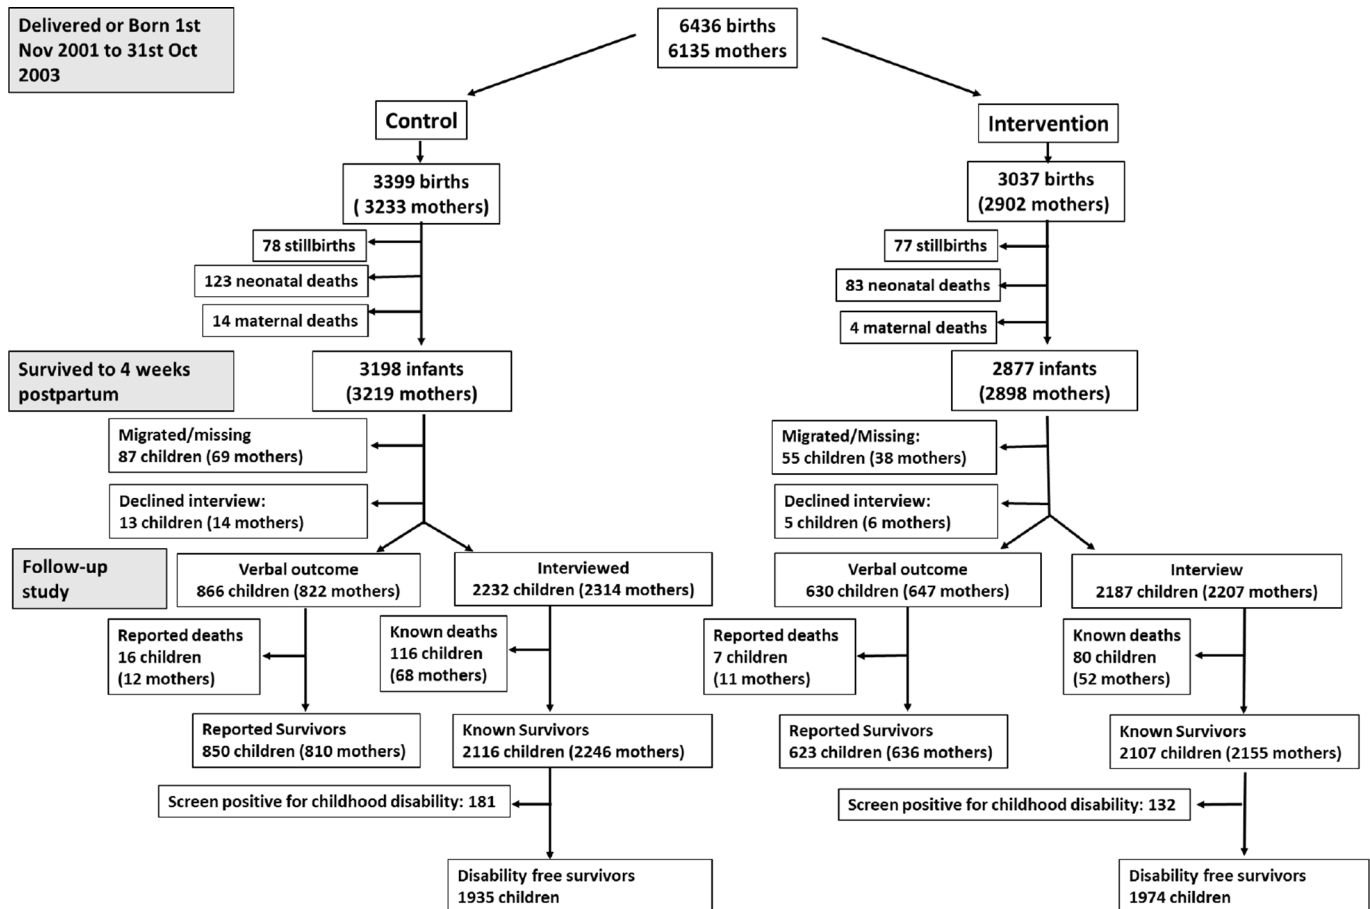 Delivered or Born 1st
Nov 2001 to 31st Oct
2003
6436 births
6135 mothers
Control
Intervention
3399 births
( 3233 mothers)
3037 births
(2902 mothers)
78 stillbirths
77 stillbirths
123 neonatal deaths
83 neonatal deaths
14 maternal deaths
4 maternal deaths
Survived to 4 weeks
postpartum
3198 infants
(3219 mothers)
2877 infants
(2898 mothers)
Migrated/missing
87 children (69 mothers)
Migrated/Missing:
55 children (38 mothers)
Declined interview:
13 children (14 mothers)
Declined interview:
5 children (6 mothers)
Follow-up
study
Verbal outcome
866 children (822 mothers)
Interviewed
2232 children (2314 mothers)
Verbal outcome
630 children (647 mothers)
Interview
2187 children (2207 mothers)
Reported deaths
16 children
(12 mothers)
Known deaths
116 children
(68 mothers)
Reported deaths
7 children
(11 mothers)
Known deaths
80 children
(52 mothers)
Reported Survivors
850 children (810 mothers)
Known Survivors
2116 children (2246 mothers)
Reported Survivors
623 children (636 mothers)
Known Survivors
2107 children (2155 mothers)
Screen positive for childhood disability: 181
Screen positive for childhood disability: 132
Disability free survivors
1935 children
Disability free survivors
1974 children